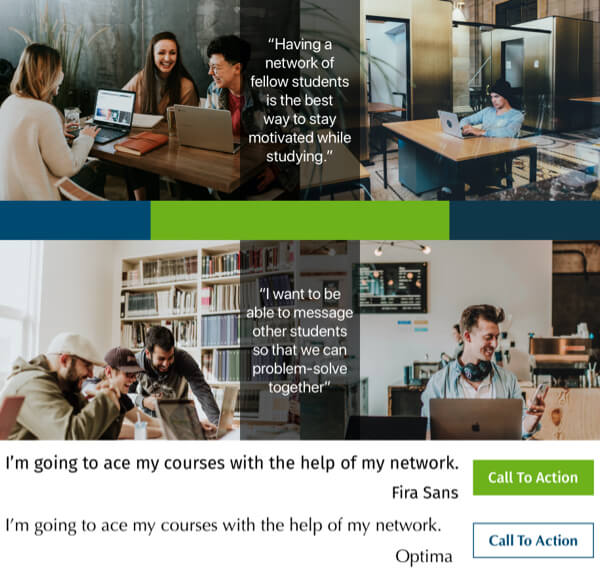 “Having a
network of
fellow students
is the best
way to stay
motivated while
studying.”
“I want to be
able to message
other students
so that we can
problem-solve
together”
I’m going to ace my courses with the help of my network.
Call To Action
Fira Sans
I’m going to ace my courses with the help of my network.
Call To Action
Optima